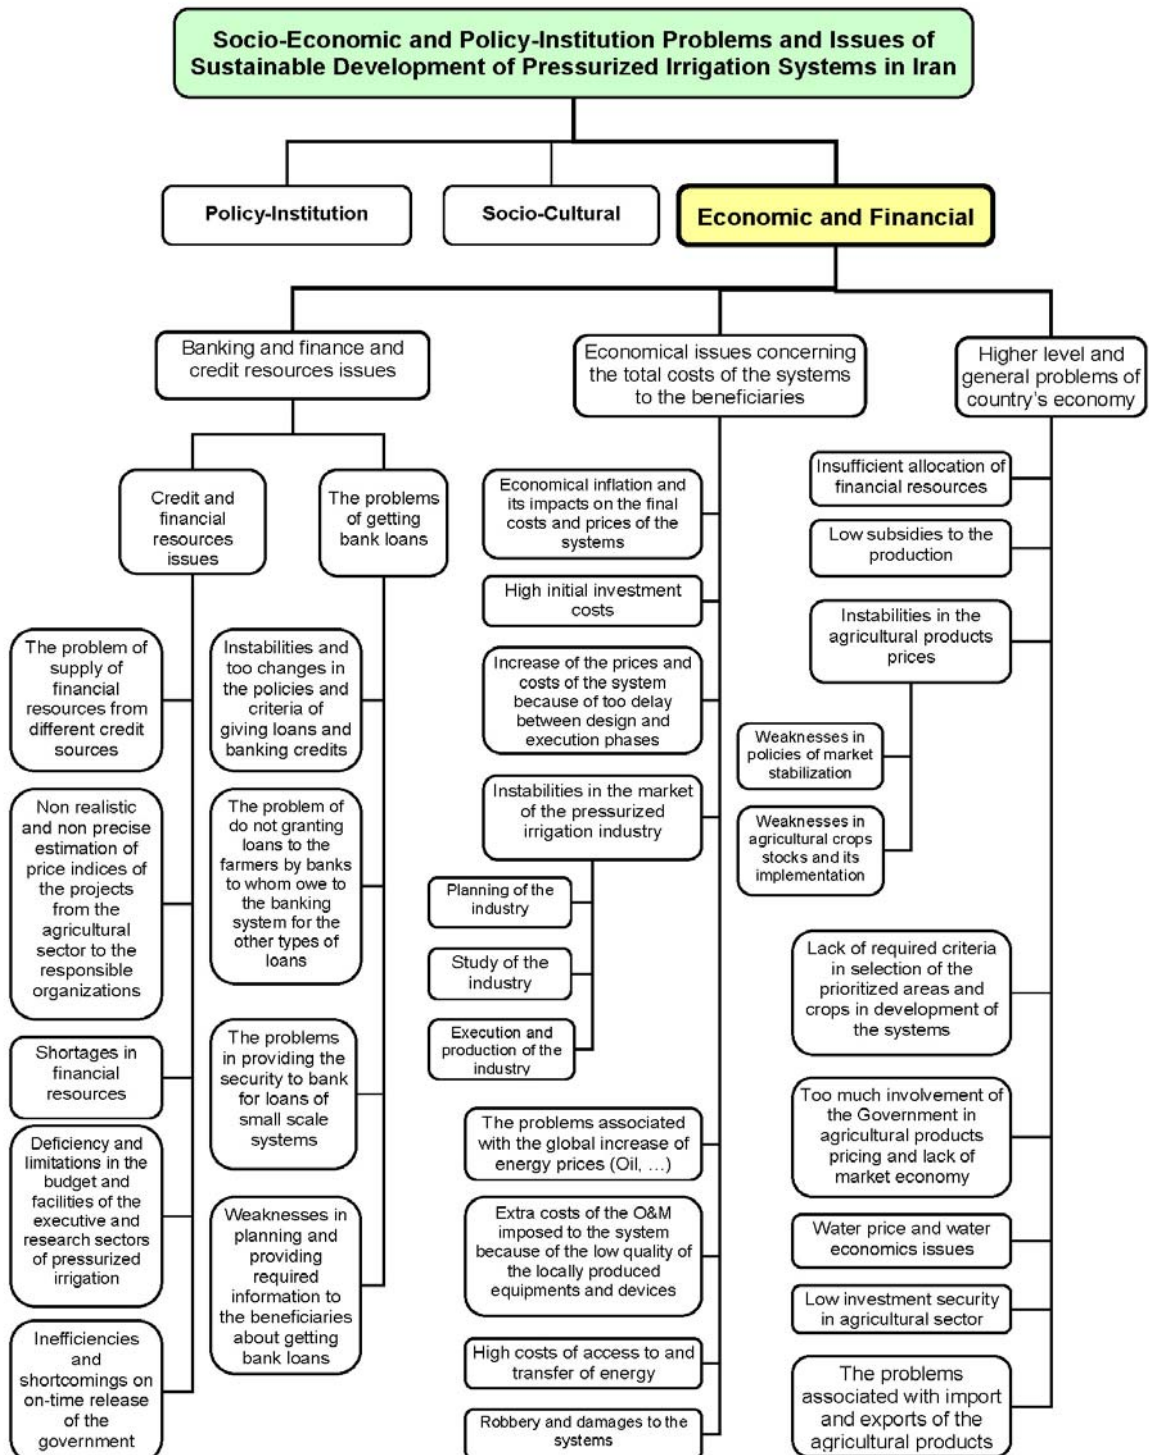 Socio-Economic and Policy-Institution Problems and Issues of
Sustainable Development of Pressurized Irrigation Systems in Iran
Policy-Institution
Socio-Cultural
Economic and Financial
Banking and finance and
credit resources issues
Economical issues concerning
the total costs of the systems
to the beneficiaries
Higher level and
general problems of
country's economy
Credit and
financial
resources
issues
The problems
of getting
bank loans
The problem of
supply of
financial
resources from
different credit
sources
Non realistic
and non precise
estimation of
price indices of
the projects
from the
agricultural
sector to the
responsible
organizations
Shortages in
financial
resources
Deficiency and
limitations in the
budget and
facilities of the
executive and
research sectors
of pressurized
irrigation
Inefficiencies
and
shortcomings on
on-time release
of the
government
Instabilities and
too changes in
the policies and
criteria of
giving loans and
banking credits
The problem of
do not granting
loans to the
farmers by banks
to whom owe to
the banking
system for the
other types of
loans
The problems
in providing the
security to bank
for loans of
small scale
systems
Weaknesses in
planning and
providing
required
information to
the beneficiaries
about getting
bank loans
Economical inflation and
its impacts on the final
costs and prices of the
systems
High initial investment
costs
Increase of the prices and
costs of the system
because of too delay
between design and
execution phases
Instabilities in the market
of the pressurized
irrigation industry
Planning of the
industry
Study of the
industry
Execution and
production of the
industry
The problems associated
with the global increase of
energy prices (Oil, ...)
Extra costs of the O&M
imposed to the system
because of the low quality of
the locally produced
equipments and devices
High costs of access to and
transfer of energy
Robbery and damages to the
systems
Insufficient allocation of
financial resources
Low subsidies to the
production
Instabilities in the
agricultural products
prices
Weaknesses in
policies of market
stabilization
Weaknesses in
agricultural crops
stocks and its
implementation
Lack of required criteria
in selection of the
prioritized areas and
crops in development of
the systems
Too much involvement of
the Government in
agricultural products
pricing and lack of
market economy
Water price and water
economics issues
Low investment security
in agricultural sector
The problems
associated with import
and exports of the
agricultural products